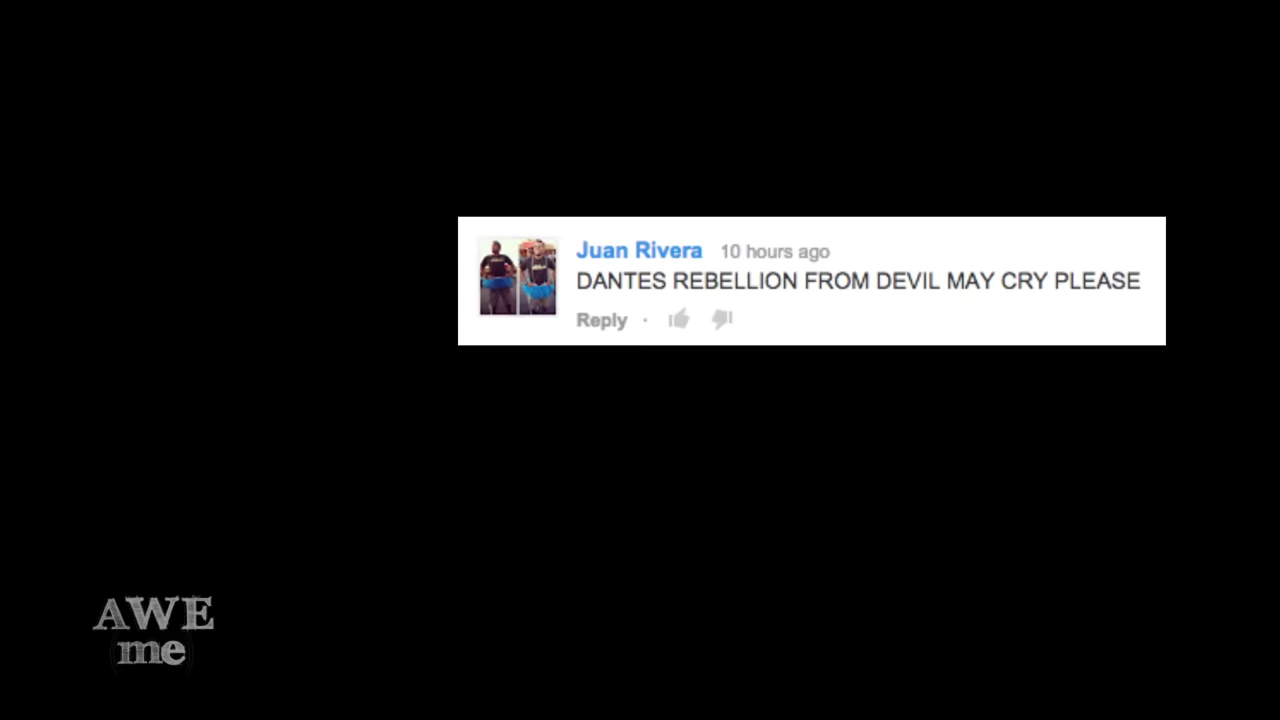 Juan Rivera 10 hours ago
DANTES REBELLION FROM DEVIL MAY CRY PLEASE
Reply ·
AWE
me